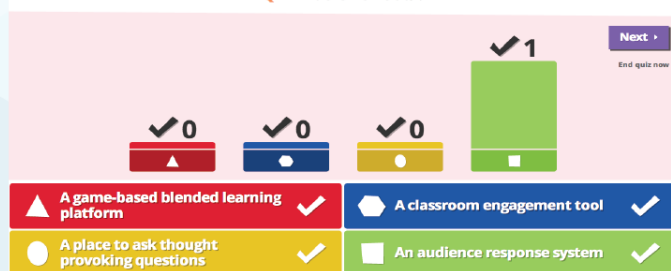 1
Next
End quiz now
0
0
0
A game-based blended learning
platform
A classroom engagement tool
A place to ask thought
provoking questions
An audience response system